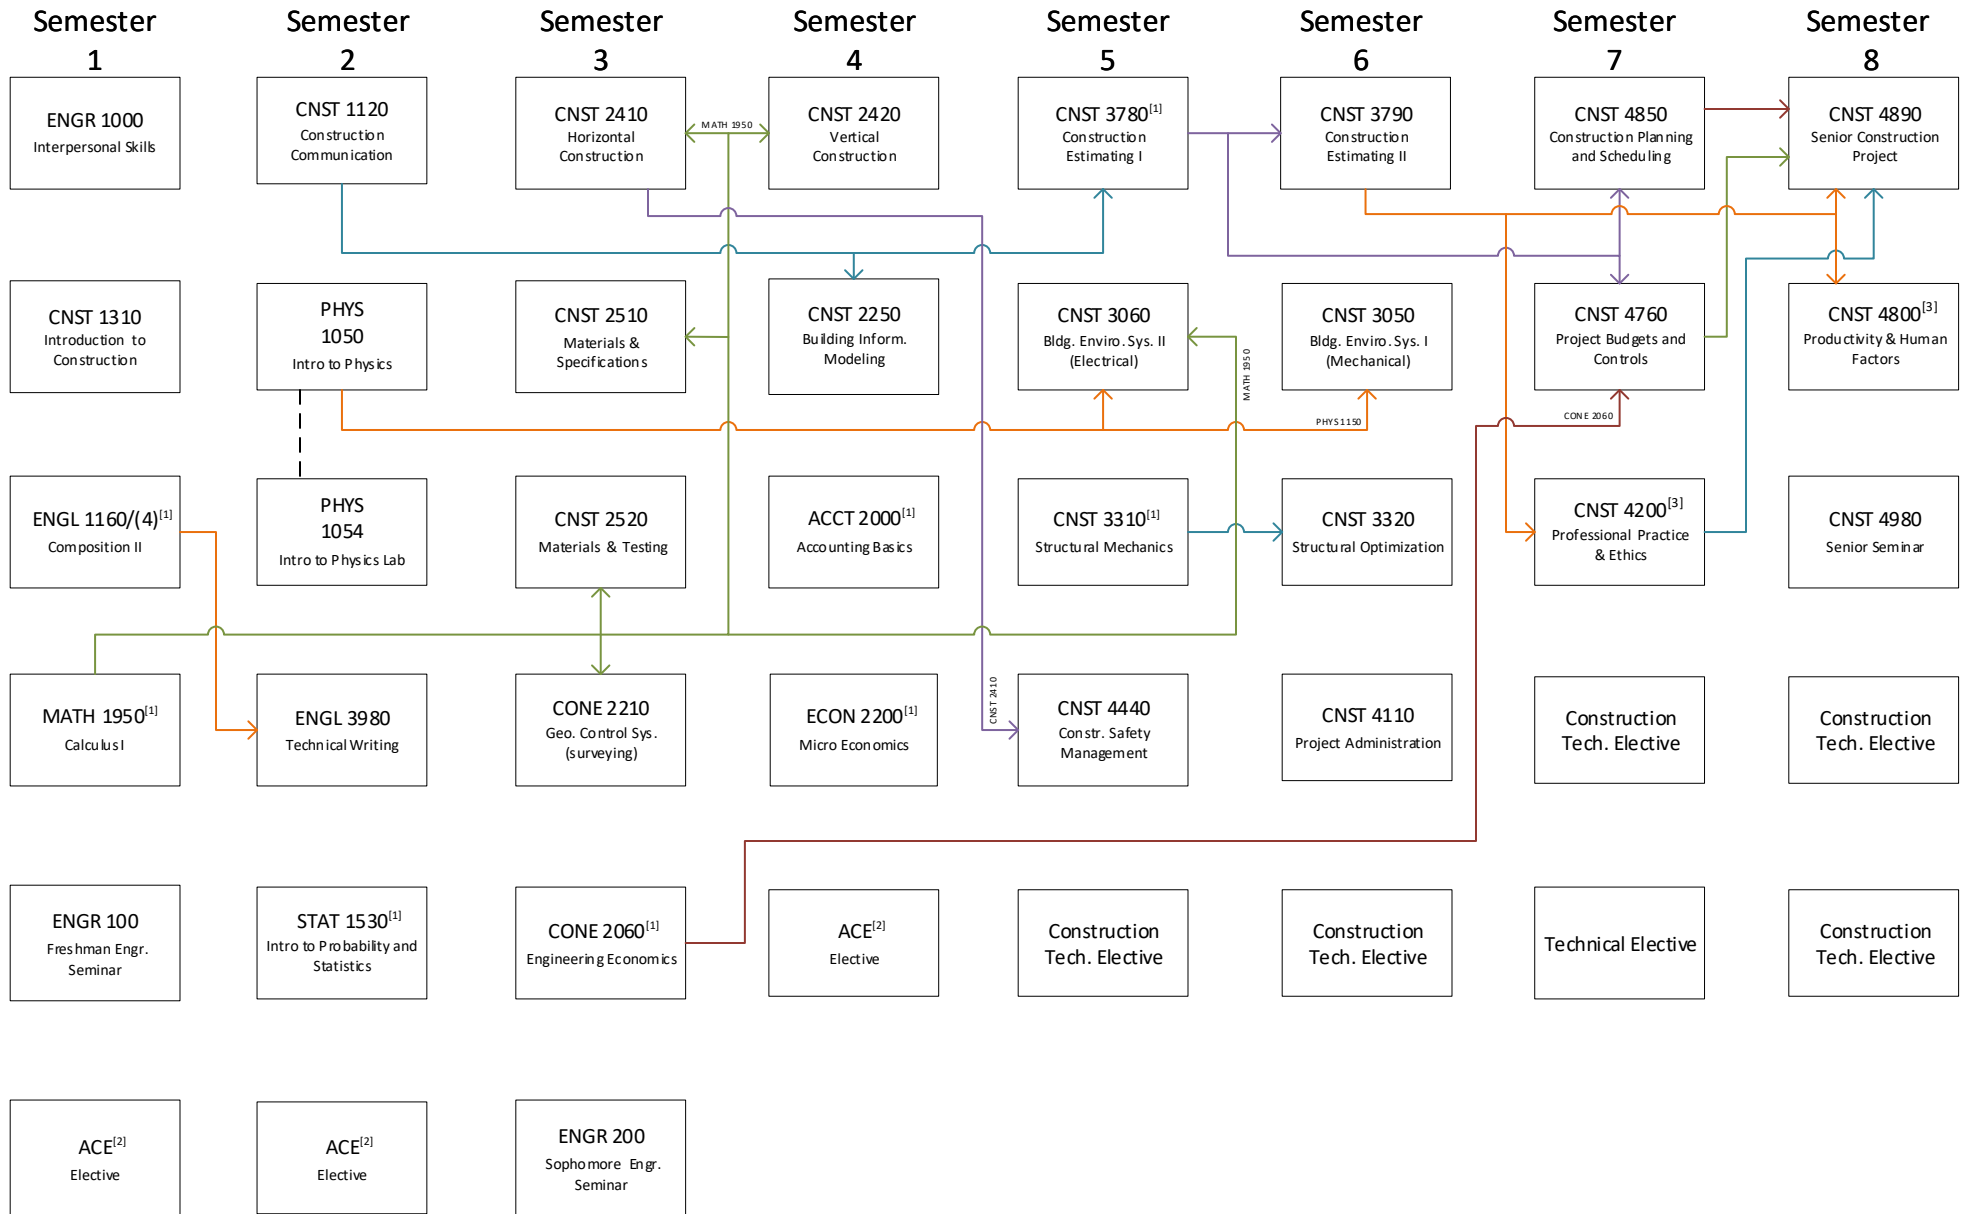 Semester
1
Semester
2
Semester
3
Semester
4
Semester
5
Semester
6
Semester
7
Semester
8
ENGR 1000
Interpersonal Skills
CNST 1120
Construction
Communication
CNST 2410
Horizontal
Construction
MATH 1950
CNST 2420
Vertical
Construction
CNST 3780[1]
Construction
Estimating I
CNST 3790
Construction
Estimating II
CNST 4850
Construction Planning
and Scheduling
CNST 4890
Senior Construction
Project
CNST 1310
Introduction to
Construction
PHYS
1050
Intro to Physics
CNST 2510
Materials &
Specifications
CNST 2250
Building Inform.
Modeling
CNST 3060
Bldg. Enviro. Sys. II
(Electrical)
MATH 1950
CNST 3050
Bldg. Enviro. Sys. I
(Mechanical)
CNST 4760
Project Budgets and
Controls
CNST 4800[3]
Productivity & Human
Factors
PHYS 1150
CONE 2060
ENGL 1160/(4)[1]
Composition II
PHYS
1054
Intro to Physics Lab
CNST 2520
Materials & Testing
ACCT 2000[1]
Accounting Basics
CNST 3310[1]
Structural Mechanics
CNST 3320
Structural Optimization
CNST 4200[3]
Professional Practice
& Ethics
CNST 4980
Senior Seminar
MATH 1950[1]
Calculus I
ENGL 3980
Technical Writing
CONE 2210
Geo. Control Sys.
(surveying)
ECON 2200[1]
Micro Economics
CNST 2410
CNST 4440
Constr. Safety
Management
CNST 4110
Project Administration
Construction
Tech. Elective
Construction
Tech. Elective
ENGR 100
Freshman Engr.
Seminar
STAT 1530[1]
Intro to Probability and
Statistics
CONE 2060[1]
Engineering Economics
ACE[2]
Elective
Construction
Tech. Elective
Construction
Tech. Elective
Technical Elective
Construction
Tech. Elective
ACE[2]
Elective
ACE[2]
Elective
ENGR 200
Sophomore Engr.
Seminar